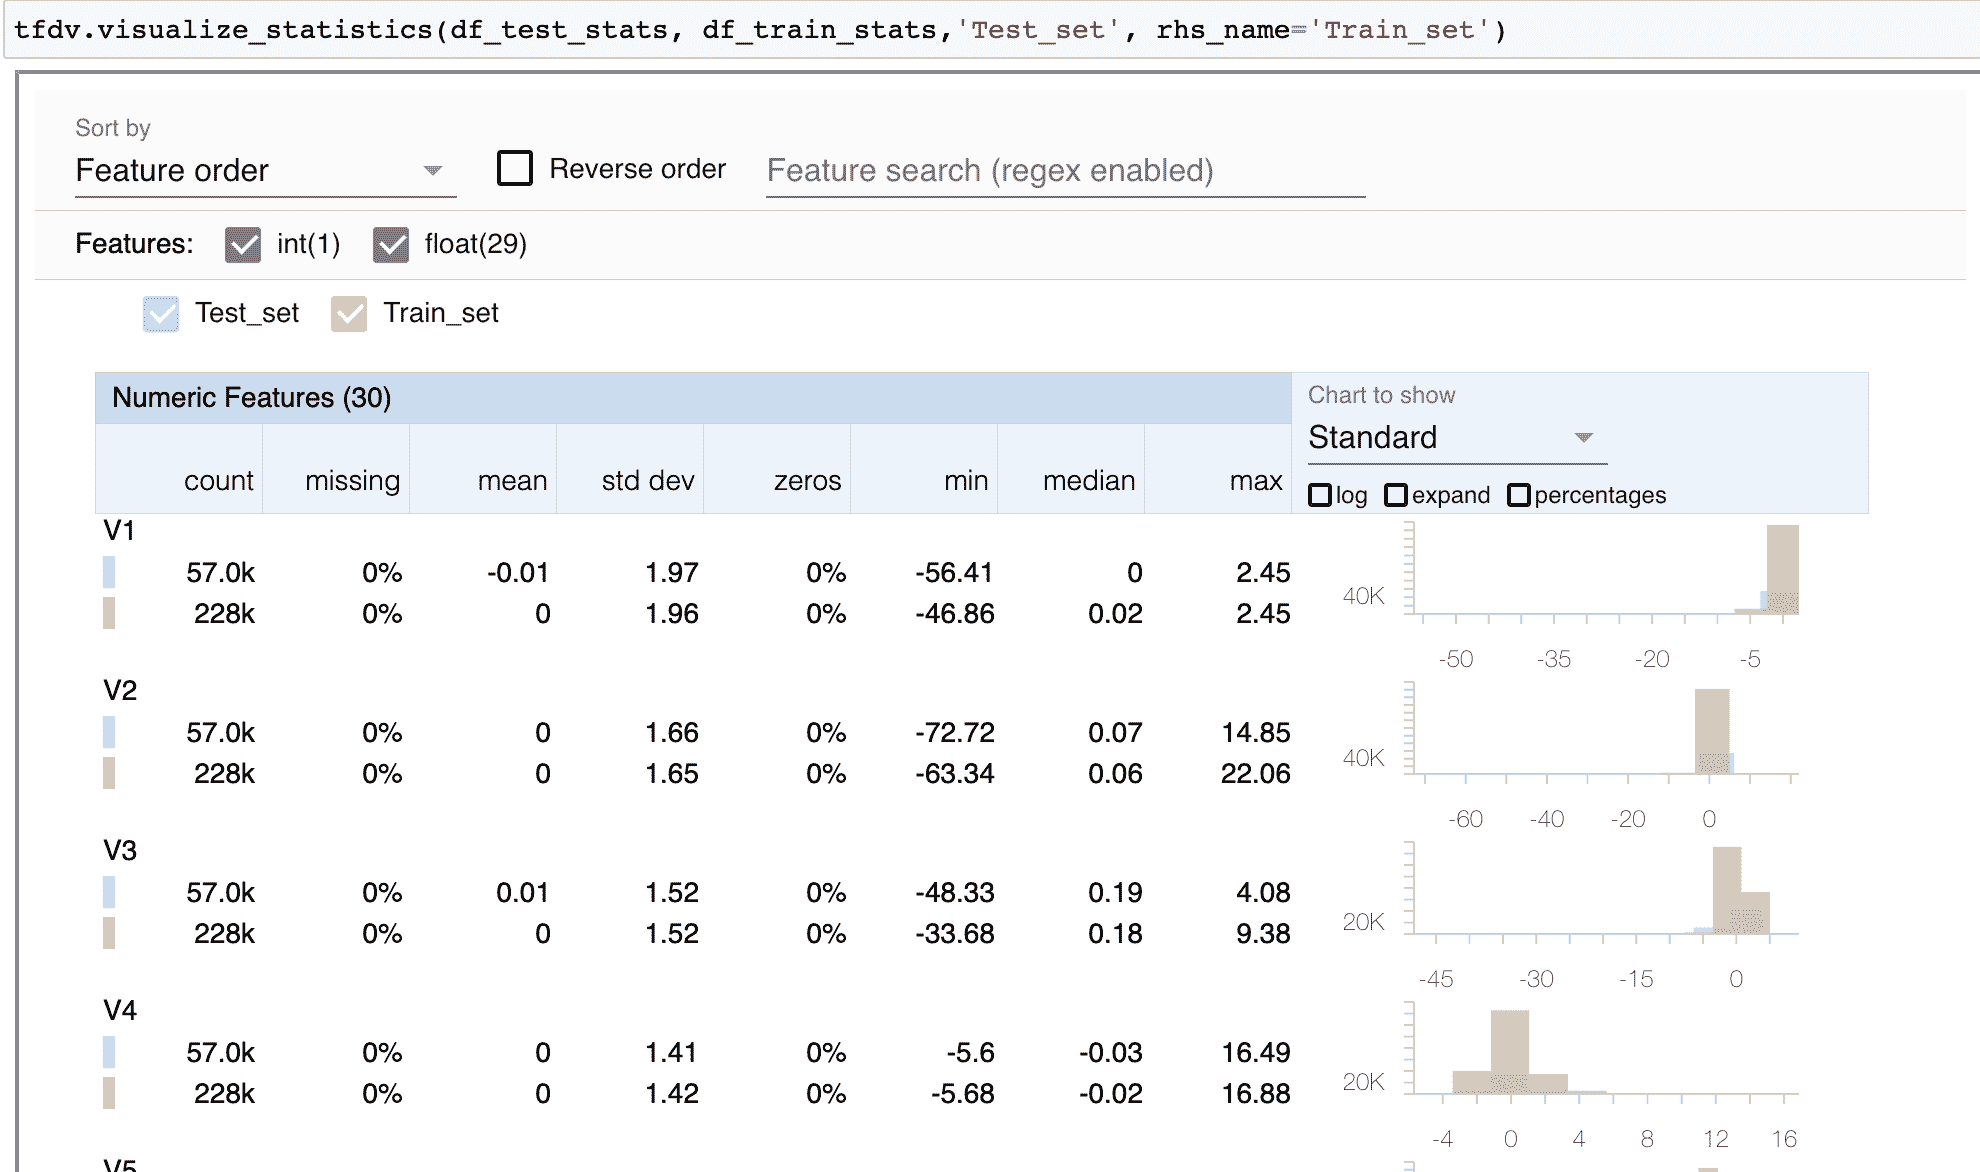 tfdv.visualize_statistics(df_test_stats, df_train_stats,'Test_set', rhs_name='Train_set')
Sort by
Feature order
Reverse order
Feature search (regex enabled)
Features: int(1) float(29)
Test_set Train_set
Numeric Features (30)
Chart to show
Standard
count missing mean std dev zeros min median max
log expand percentages
V1
57.0k 0% -0.01 1.97 0% -56.41 0 2.45
228k 0% 0 1.96 0% -46.86 0.02 2.45
40K
-50 -35 -20 -5
V2
57.0k 0% 0 1.66 0% -72.72 0.07 14.85
228k 0% 0 1.65 0% -63.34 0.06 22.06
40K
-60 -40 -20 0
V3
57.0k 0% 0.01 1.52 0% -48.33 0.19 4.08
228k 0% 0 1.52 0% -33.68 0.18 9.38
20K
-45 -30 -15 0
V4
57.0k 0% 0 1.41 0% -5.6 -0.03 16.49
228k 0% 0 1.42 0% -5.68 -0.02 16.88
20K
-4 0 4 8 12 16
V5